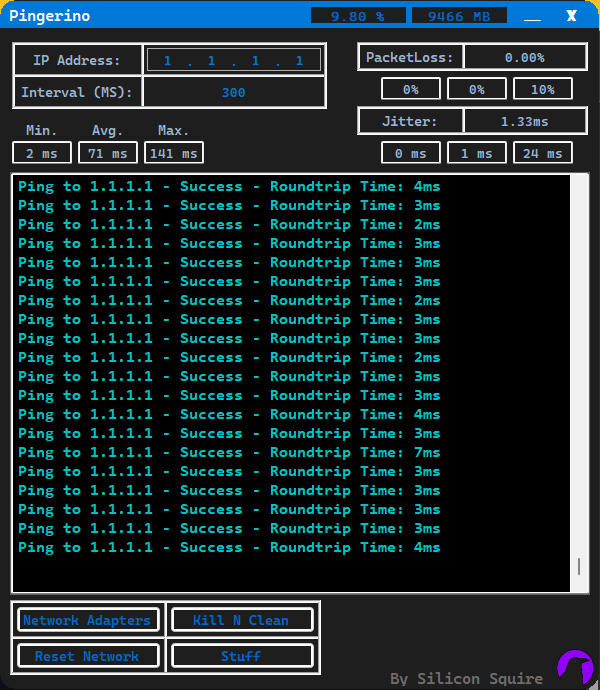 Pingerino 9.80 % 9466 MB __ X
IP Address: 1 . 1 . 1 . 1
Interval (MS): 300
PacketLoss: 0.00%
0% 0% 10%
Jitter: 1.33ms
0 ms 1 ms 24 ms
Min. Avg. Max.
2 ms 71 ms 141 ms
Ping to 1.1.1.1 - Success - Roundtrip Time: 4ms
Ping to 1.1.1.1 - Success - Roundtrip Time: 3ms
Ping to 1.1.1.1 - Success - Roundtrip Time: 2ms
Ping to 1.1.1.1 - Success - Roundtrip Time: 3ms
Ping to 1.1.1.1 - Success - Roundtrip Time: 3ms
Ping to 1.1.1.1 - Success - Roundtrip Time: 3ms
Ping to 1.1.1.1 - Success - Roundtrip Time: 2ms
Ping to 1.1.1.1 - Success - Roundtrip Time: 3ms
Ping to 1.1.1.1 - Success - Roundtrip Time: 3ms
Ping to 1.1.1.1 - Success - Roundtrip Time: 2ms
Ping to 1.1.1.1 - Success - Roundtrip Time: 3ms
Ping to 1.1.1.1 - Success - Roundtrip Time: 3ms
Ping to 1.1.1.1 - Success - Roundtrip Time: 4ms
Ping to 1.1.1.1 - Success - Roundtrip Time: 3ms
Ping to 1.1.1.1 - Success - Roundtrip Time: 7ms
Ping to 1.1.1.1 - Success - Roundtrip Time: 3ms
Ping to 1.1.1.1 - Success - Roundtrip Time: 3ms
Ping to 1.1.1.1 - Success - Roundtrip Time: 3ms
Ping to 1.1.1.1 - Success - Roundtrip Time: 3ms
Ping to 1.1.1.1 - Success - Roundtrip Time: 4ms
Network Adapters Kill N Clean
Reset Network Stuff
By Silicon Squire